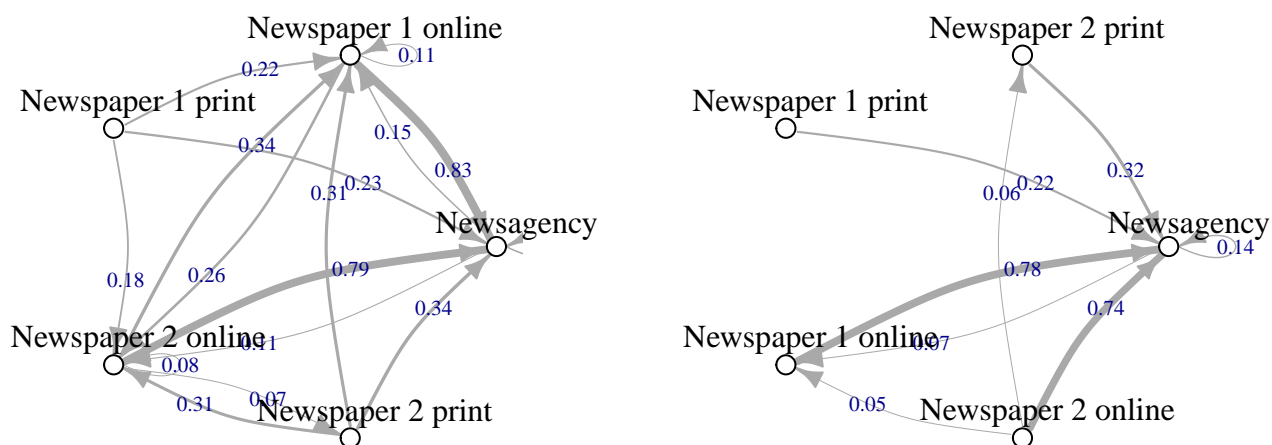 Newspaper 1 online
0.11
0.22
Newspaper 1 print
0.15
0.34
0.83
0.31
0.23
Newsagency
0.18
0.26
0.79
0.34
Newspaper 2 online
0.11
0.08
0.07
0.31
Newspaper 2 print
Newspaper 2 print
Newspaper 1 print
0.32
0.06
0.22
Newsagency
0.14
0.78
0.74
Newspaper 1 online
0.07
0.05
Newspaper 2 online